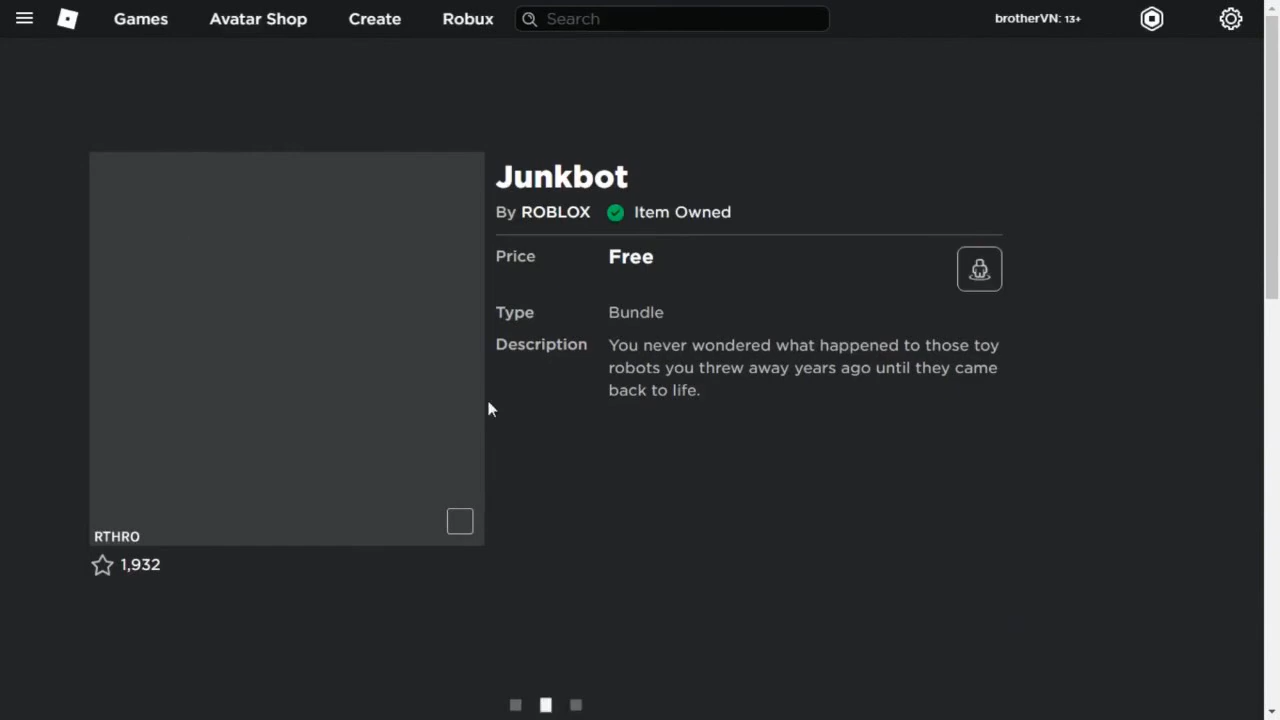 Games Avatar Shop Create Robux Search brotherVN: 13+
Junkbot
By ROBLOX Item Owned
Price Free
Type Bundle
Description You never wondered what happened to those toy
robots you threw away years ago until they came
back to life.
RTHRO
1,932